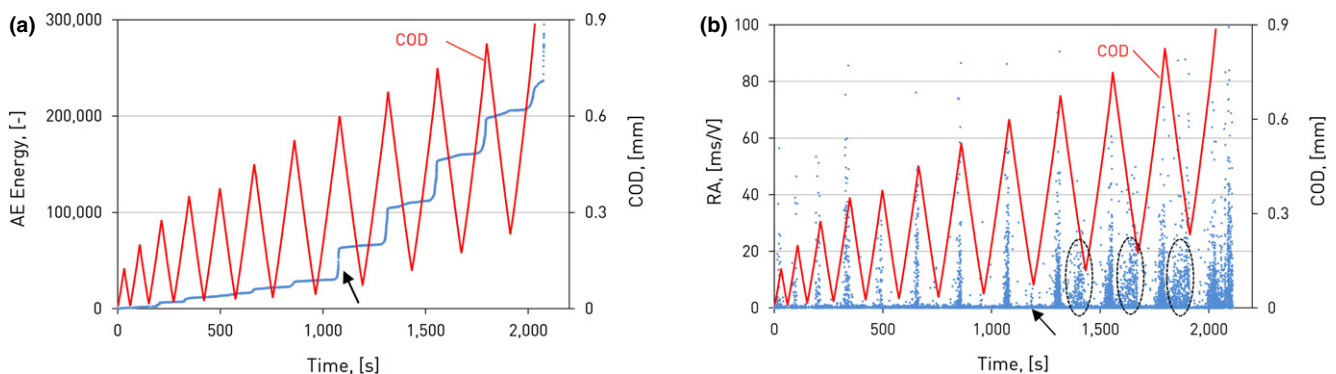 (a)
300,000
200,000
100,000
0
AE Energy, [-]
COD
0.9
0.6
0.3
0
COD, [mm]
0
500
1,000
1,500
2,000
Time, [s]
(b)
100
80
60
40
20
0
RA, [ms/V]
COD
0.9
0.6
0.3
0
COD, [mm]
0
500
1,000
1,500
2,000
Time, [s]